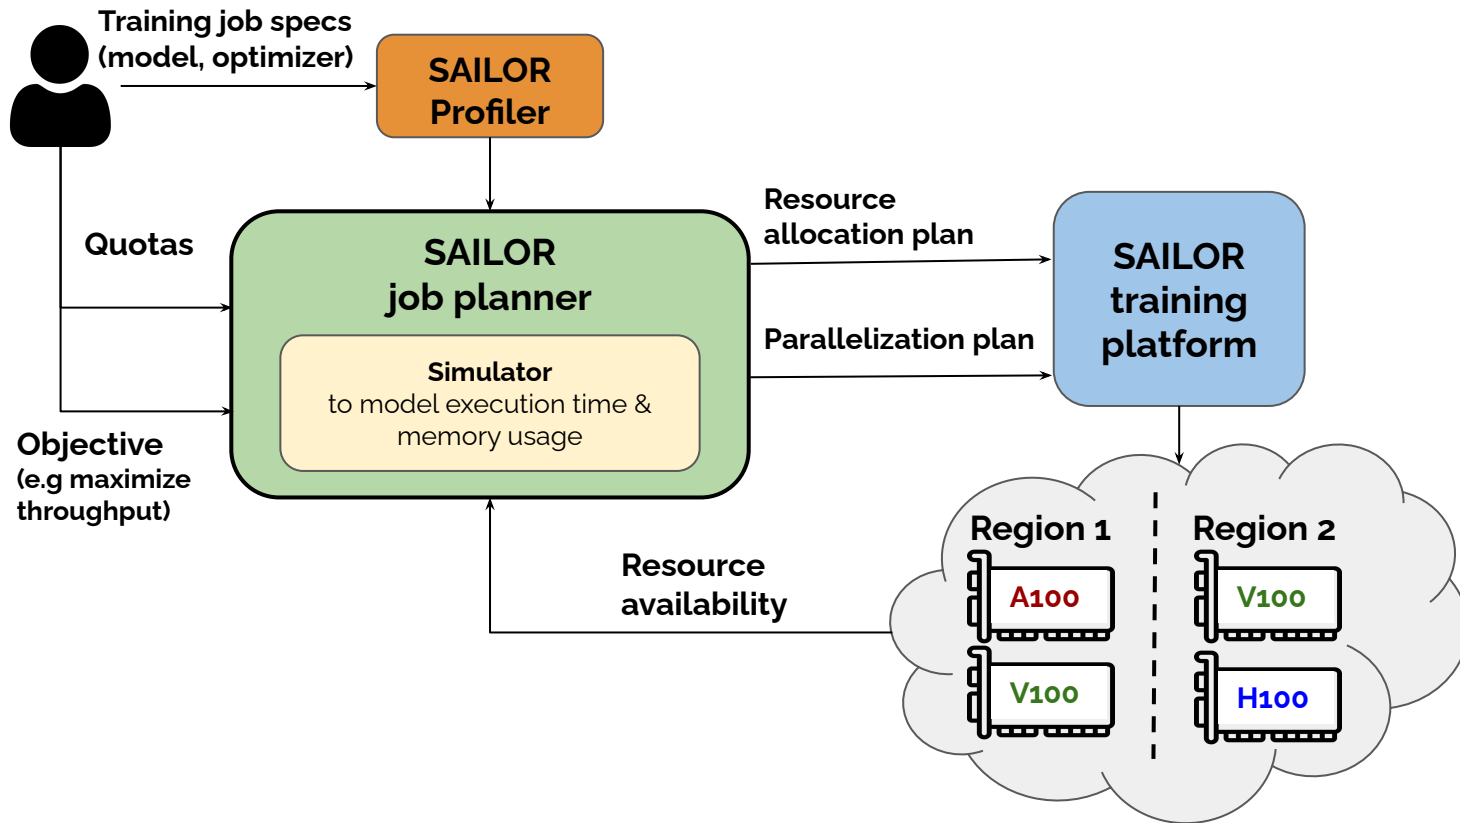 Training job specs
(model, optimizer)
SAILOR
Profiler
Quotas
SAILOR
job planner
Simulator
to model execution time &
memory usage
Objective
(e.g maximize
throughput)
Resource
allocation plan
Parallelization plan
SAILOR
training
platform
Resource
availability
Region 1
A100
V100
Region 2
V100
H100